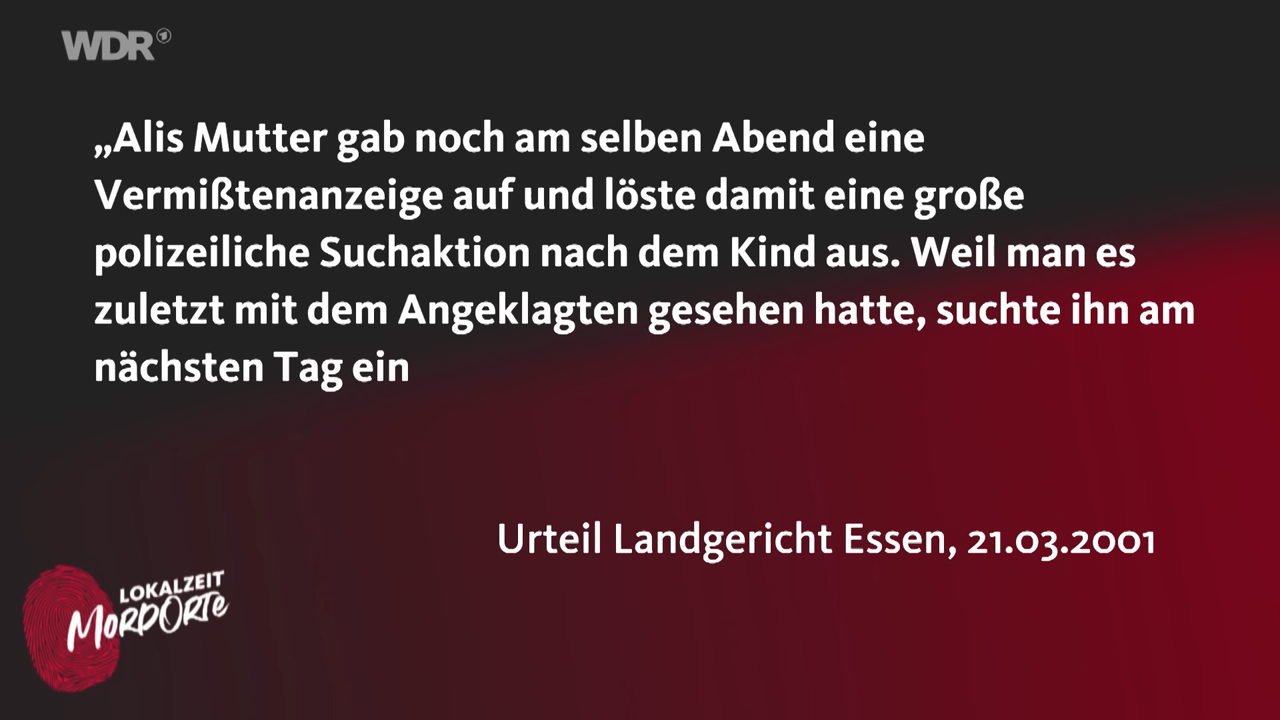 WDR
„Alis Mutter gab noch am selben Abend eine
Vermißtenanzeige auf und löste damit eine große
polizeiliche Suchaktion nach dem Kind aus. Weil man es
zuletzt mit dem Angeklagten gesehen hatte, suchte ihn am
nächsten Tag ein
Urteil Landgericht Essen, 21.03.2001
LOKALZEIT
MORDORTE